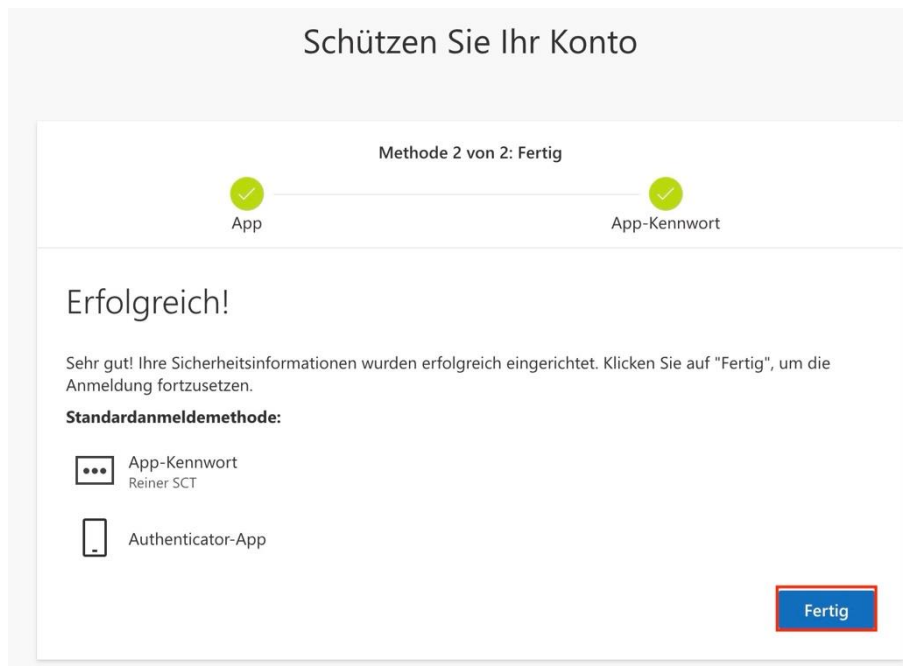 Schützen Sie Ihr Konto
Methode 2 von 2: Fertig
App
App-Kennwort
Erfolgreich!
Sehr gut! Ihre Sicherheitsinformationen wurden erfolgreich eingerichtet. Klicken Sie auf "Fertig", um die
Anmeldung fortzusetzen.
Standardanmeldemethode:
App-Kennwort
Reiner SCT
Authenticator-App
Fertig